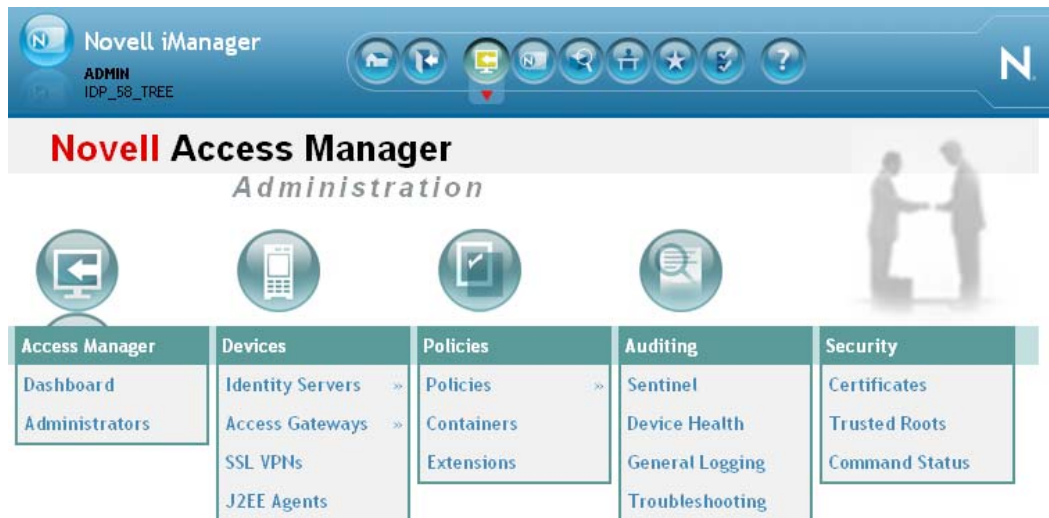 Novell iManager
ADMIN
IDP_58_TREE
N
Novell Access Manager
Administration
Access Manager
Dashboard
Administrators
Devices
Identity Servers »
Access Gateways »
SSL VPNs
J2EE Agents
Policies
Policies »
Containers
Extensions
Auditing
Sentinel
Device Health
General Logging
Troubleshooting
Security
Certificates
Trusted Roots
Command Status